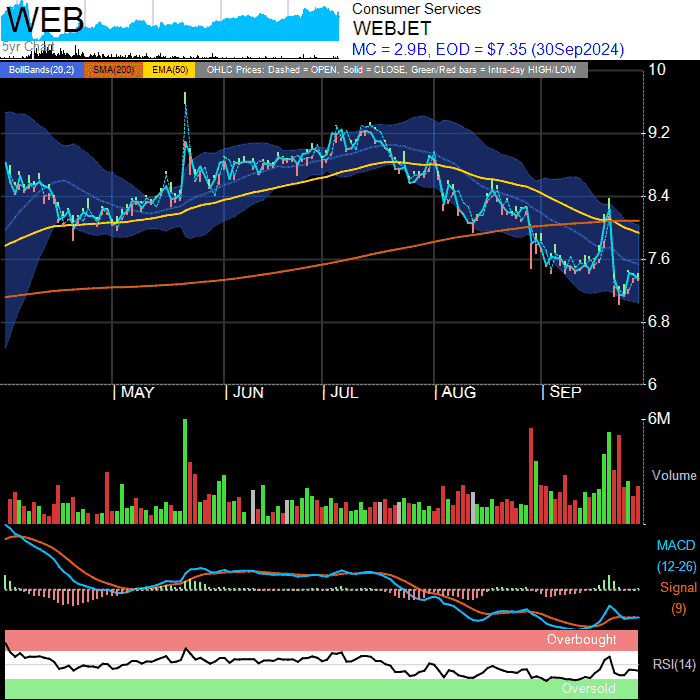 WEB
5yr Chart
Consumer Services
WEBJET
MC = 2.9B, EOD = $7.35 (30Sep2024)
BollBands(20,2) SMA(200) EMA(50) OHLC Prices: Dashed = OPEN, Solid = CLOSE, Green/Red bars = Intra-day HIGH/LOW
10
9.2
8.4
7.6
6.8
6
MAY JUN JUL AUG SEP
6M
Volume
MACD
(12-26)
Signal
(9)
Overbought
RSI(14)
Oversold